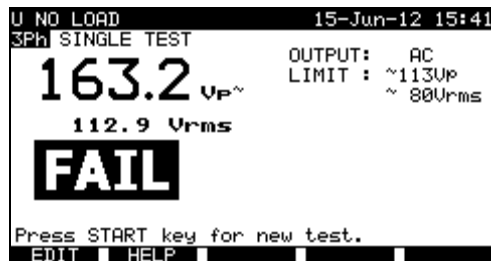 U NO LOAD 15-Jun-12 15:41
3Ph SINGLE TEST
OUTPUT: AC
163.2 Vp~
LIMIT : ~113Vp
~ 80Vrms
112.9 Vrms
FAIL
Press START key for new test.
EDIT HELP